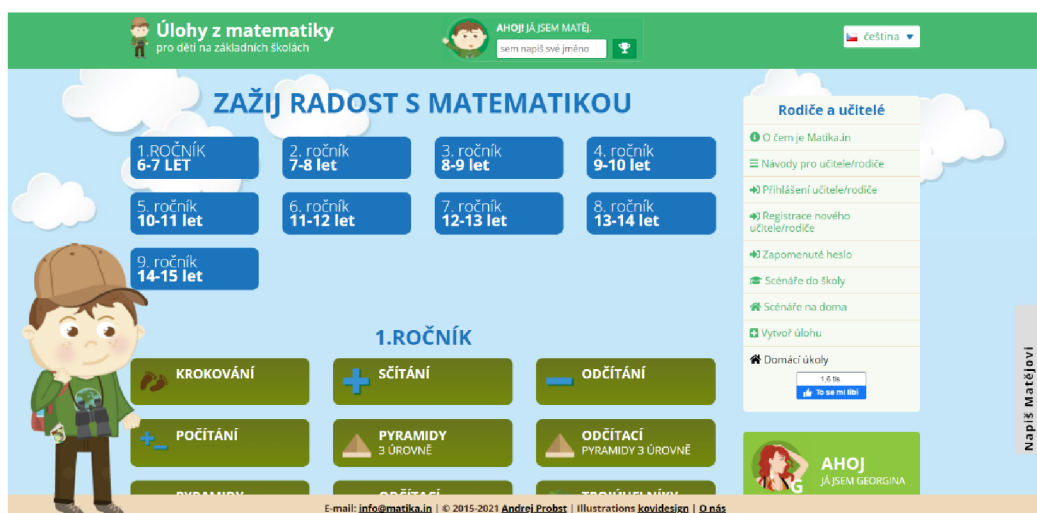 Úlohy z matematiky
pro děti na základních školách
AHOJ! JÁ JSEM MATĚJ.
sem napiš své jméno
čeština
ZAŽIJ RADOST S MATEMATIKOU
1.ROČNÍK
6-7 LET
2. ročník
7-8 let
3. ročník
8-9 let
4. ročník
9-10 let
5. ročník
10-11 let
6. ročník
11-12 let
7. ročník
12-13 let
8. ročník
13-14 let
9. ročník
14-15 let
1.ROČNÍK
KROKOVÁNÍ
SČÍTÁNÍ
ODČÍTÁNÍ
POČÍTÁNÍ
PYRAMIDY
3 ÚROVNĚ
ODČÍTACÍ
PYRAMIDY 3 ÚROVNĚ
PYRAMIDY
ODČÍTACÍ
TROJÚHELNÍKY
Rodiče a učitelé
O čem je Matika.in
Návody pro učitele/rodiče
Přihlášení učitele/rodiče
Registrace nového
učitele/rodiče
Zapomenuté heslo
Scénáře do školy
Scénáře na doma
Vytvoř úlohu
Domácí úkoly
1,6 tis.
To se mi líbí
G
AHOJ
JÁ JSEM GEORGINA
Napiš Matějovi
E-mail: info@matika.in | © 2015-2021 Andrej Probst | Illustrations kovidesign | O nás